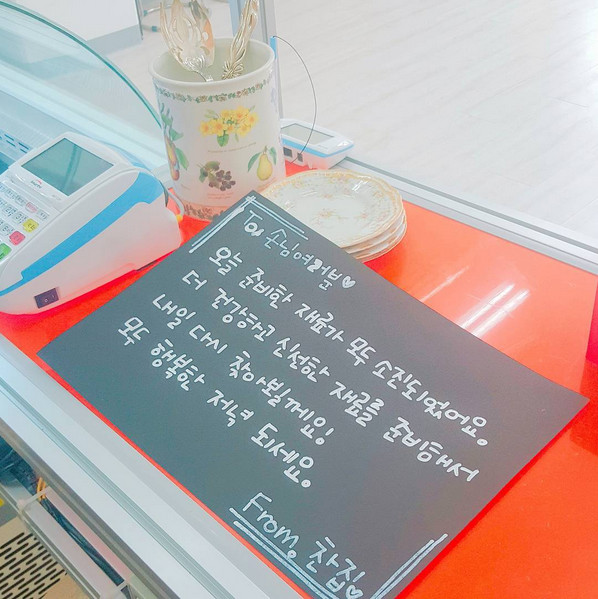 To. 손님여러분♥
오늘 준비한 재료가 모두 소진되었어요.
더 건강하고 신선한 재료를 준비해서
내일 다시 찾아뵐게요!
모두 행복한 저녁 되세요.
From. 찬집♥